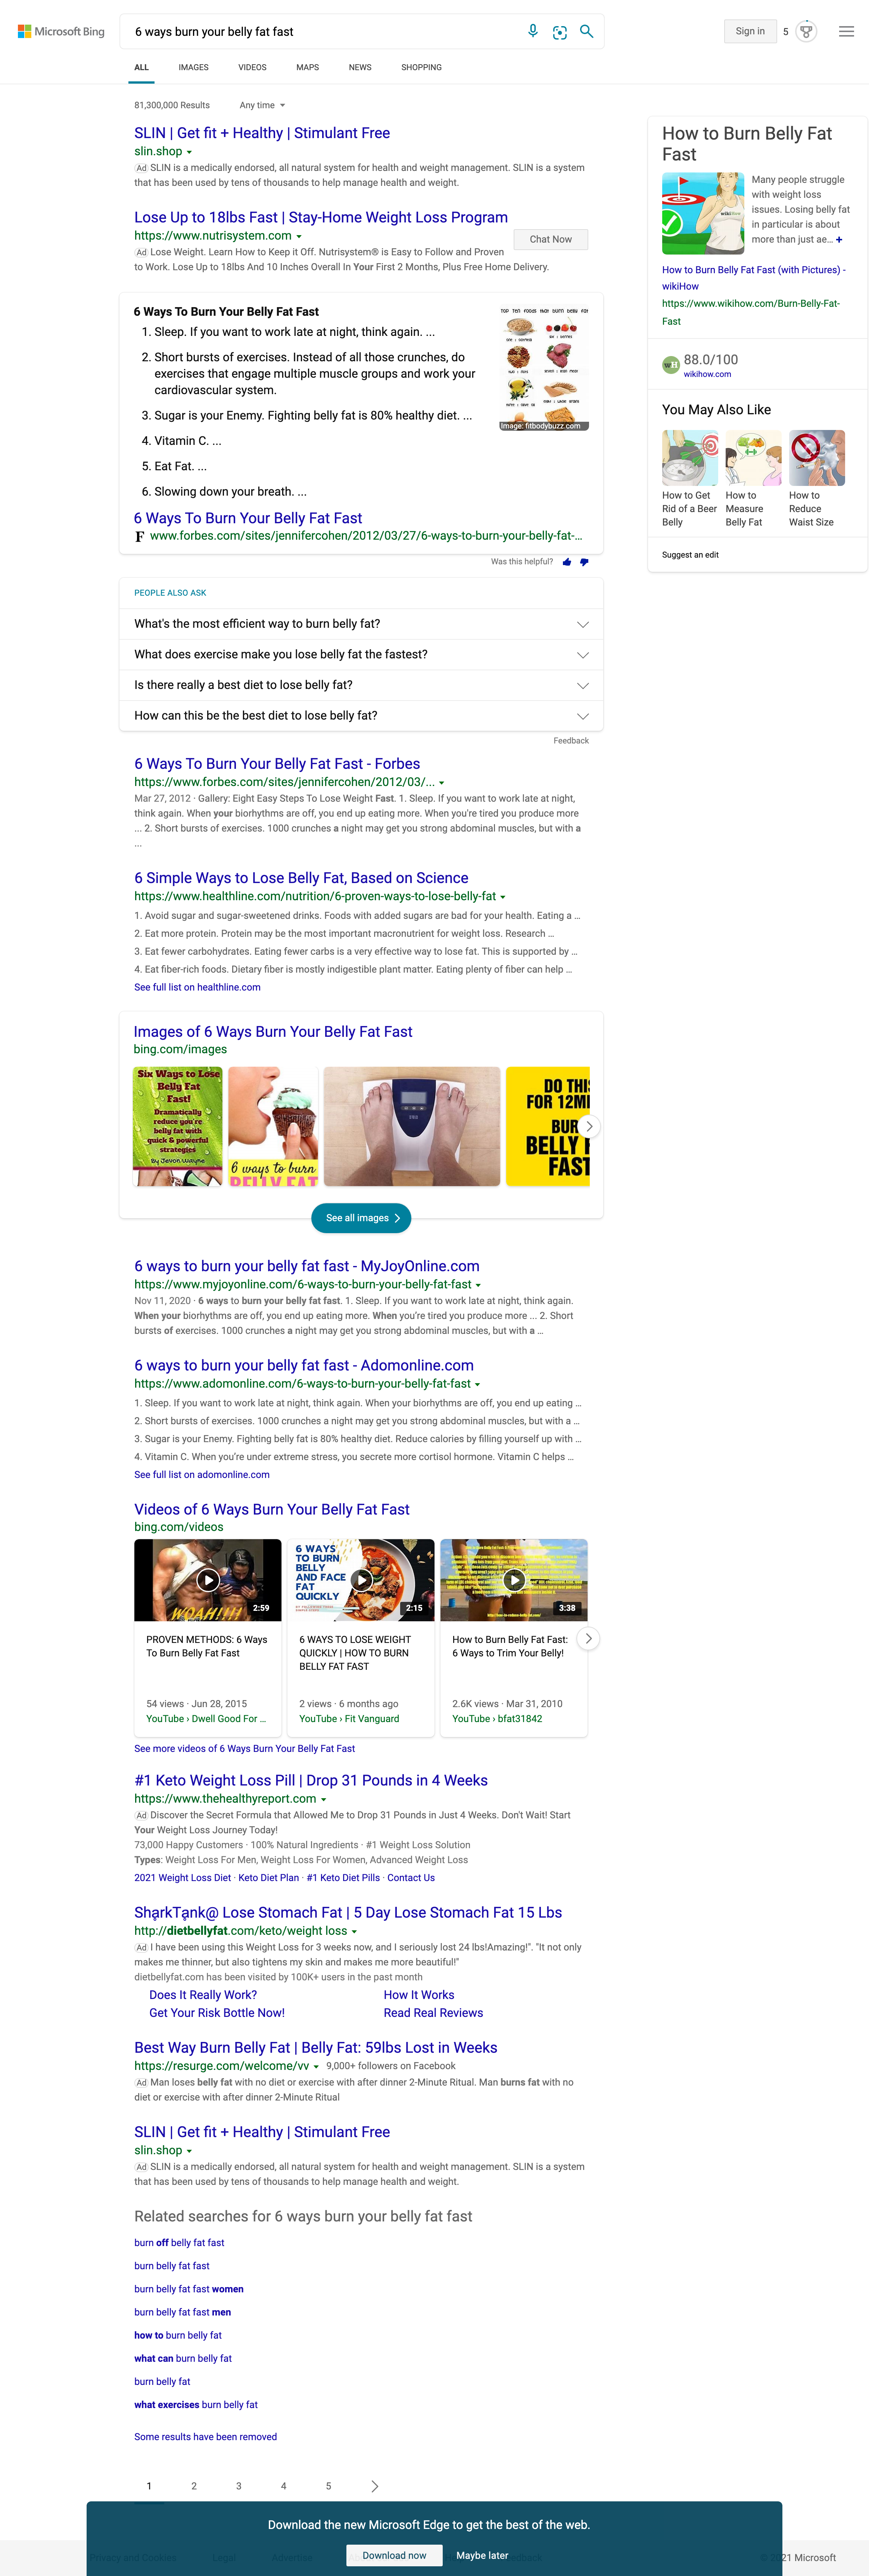 Microsoft Bing
6 ways burn your belly fat fast
Sign in
5
ALL IMAGES VIDEOS MAPS NEWS SHOPPING
81,300,000 Results Any time
SLIN | Get fit + Healthy | Stimulant Free
slin.shop
Ad SLIN is a medically endorsed, all natural system for health and weight management. SLIN is a system
that has been used by tens of thousands to help manage health and weight.
Lose Up to 18lbs Fast | Stay-Home Weight Loss Program
https://www.nutrisystem.com
Chat Now
Ad Lose Weight. Learn How to Keep it Off. Nutrisystem® is Easy to Follow and Proven
to Work. Lose Up to 18lbs And 10 Inches Overall In Your First 2 Months, Plus Free Home Delivery.
6 Ways To Burn Your Belly Fat Fast
1. Sleep. If you want to work late at night, think again. ...
2. Short bursts of exercises. Instead of all those crunches, do
exercises that engage multiple muscle groups and work your
cardiovascular system.
3. Sugar is your Enemy. Fighting belly fat is 80% healthy diet. ...
4. Vitamin C. ...
5. Eat Fat. ...
6. Slowing down your breath. ...
TOP TEN FOODS THAT BURN BELLY FAT
Image: fitbodybuzz.com
6 Ways To Burn Your Belly Fat Fast
F www.forbes.com/sites/jennifercohen/2012/03/27/6-ways-to-burn-your-belly-fat-...
Was this helpful?
PEOPLE ALSO ASK
What's the most efficient way to burn belly fat?
What does exercise make you lose belly fat the fastest?
Is there really a best diet to lose belly fat?
How can this be the best diet to lose belly fat?
Feedback
6 Ways To Burn Your Belly Fat Fast - Forbes
https://www.forbes.com/sites/jennifercohen/2012/03/...
Mar 27, 2012 · Gallery: Eight Easy Steps To Lose Weight Fast. 1. Sleep. If you want to work late at night,
think again. When your biorhythms are off, you end up eating more. When you're tired you produce more
... 2. Short bursts of exercises. 1000 crunches a night may get you strong abdominal muscles, but with a
...
6 Simple Ways to Lose Belly Fat, Based on Science
https://www.healthline.com/nutrition/6-proven-ways-to-lose-belly-fat
1. Avoid sugar and sugar-sweetened drinks. Foods with added sugars are bad for your health. Eating a ...
2. Eat more protein. Protein may be the most important macronutrient for weight loss. Research ...
3. Eat fewer carbohydrates. Eating fewer carbs is a very effective way to lose fat. This is supported by ...
4. Eat fiber-rich foods. Dietary fiber is mostly indigestible plant matter. Eating plenty of fiber can help ...
See full list on healthline.com
Images of 6 Ways Burn Your Belly Fat Fast
bing.com/images
Six Ways to Lose
Belly Fat
Fast!
Dramatically
reduce you're
belly fat with
quick & powerful
strategies
By Jevon Wayne
6 ways to burn
BELLY FAT
DO THIS
FOR 12MI
BUR
BELLY F
FAST
See all images
6 ways to burn your belly fat fast - MyJoyOnline.com
https://www.myjoyonline.com/6-ways-to-burn-your-belly-fat-fast
Nov 11, 2020 · 6 ways to burn your belly fat fast. 1. Sleep. If you want to work late at night, think again.
When your biorhythms are off, you end up eating more. When you're tired you produce more ... 2. Short
bursts of exercises. 1000 crunches a night may get you strong abdominal muscles, but with a ...
6 ways to burn your belly fat fast - Adomonline.com
https://www.adomonline.com/6-ways-to-burn-your-belly-fat-fast
1. Sleep. If you want to work late at night, think again. When your biorhythms are off, you end up eating ...
2. Short bursts of exercises. 1000 crunches a night may get you strong abdominal muscles, but with a ...
3. Sugar is your Enemy. Fighting belly fat is 80% healthy diet. Reduce calories by filling yourself up with ...
4. Vitamin C. When you're under extreme stress, you secrete more cortisol hormone. Vitamin C helps ...
See full list on adomonline.com
Videos of 6 Ways Burn Your Belly Fat Fast
bing.com/videos
WOAH!!!!
2:59
6 WAYS
TO BURN
BELLY
AND FACE
FAT
QUICKLY
2:15
3:38
PROVEN METHODS: 6 Ways
To Burn Belly Fat Fast
54 views · Jun 28, 2015
YouTube › Dwell Good For ...
6 WAYS TO LOSE WEIGHT
QUICKLY | HOW TO BURN
BELLY FAT FAST
2 views · 6 months ago
YouTube › Fit Vanguard
How to Burn Belly Fat Fast:
6 Ways to Trim Your Belly!
2.6K views · Mar 31, 2010
YouTube › bfat31842
See more videos of 6 Ways Burn Your Belly Fat Fast
#1 Keto Weight Loss Pill | Drop 31 Pounds in 4 Weeks
https://www.thehealthyreport.com
Ad Discover the Secret Formula that Allowed Me to Drop 31 Pounds in Just 4 Weeks. Don't Wait! Start
Your Weight Loss Journey Today!
73,000 Happy Customers · 100% Natural Ingredients · #1 Weight Loss Solution
Types: Weight Loss For Men, Weight Loss For Women, Advanced Weight Loss
2021 Weight Loss Diet · Keto Diet Plan · #1 Keto Diet Pills · Contact Us
ShąrkTąnk@ Lose Stomach Fat | 5 Day Lose Stomach Fat 15 Lbs
http://dietbellyfat.com/keto/weight loss
Ad I have been using this Weight Loss for 3 weeks now, and I seriously lost 24 lbs!Amazing!". "It not only
makes me thinner, but also tightens my skin and makes me more beautiful!"
dietbellyfat.com has been visited by 100K+ users in the past month
Does It Really Work? How It Works
Get Your Risk Bottle Now! Read Real Reviews
Best Way Burn Belly Fat | Belly Fat: 59lbs Lost in Weeks
https://resurge.com/welcome/vv 9,000+ followers on Facebook
Ad Man loses belly fat with no diet or exercise with after dinner 2-Minute Ritual. Man burns fat with no
diet or exercise with after dinner 2-Minute Ritual
SLIN | Get fit + Healthy | Stimulant Free
slin.shop
Ad SLIN is a medically endorsed, all natural system for health and weight management. SLIN is a system
that has been used by tens of thousands to help manage health and weight.
Related searches for 6 ways burn your belly fat fast
burn off belly fat fast
burn belly fat fast
burn belly fat fast women
burn belly fat fast men
how to burn belly fat
what can burn belly fat
burn belly fat
what exercises burn belly fat
Some results have been removed
1 2 3 4 5
How to Burn Belly Fat
Fast
wikiHow
Many people struggle
with weight loss
issues. Losing belly fat
in particular is about
more than just ae... +
How to Burn Belly Fat Fast (with Pictures) -
wikiHow
https://www.wikihow.com/Burn-Belly-Fat-
Fast
wH 88.0/100
wikihow.com
You May Also Like
How to Get
Rid of a Beer
Belly
How to
Measure
Belly Fat
How to
Reduce
Waist Size
Suggest an edit
Download the new Microsoft Edge to get the best of the web.
Download now Maybe later
Privacy and Cookies Legal Advertise
21 Microsoft